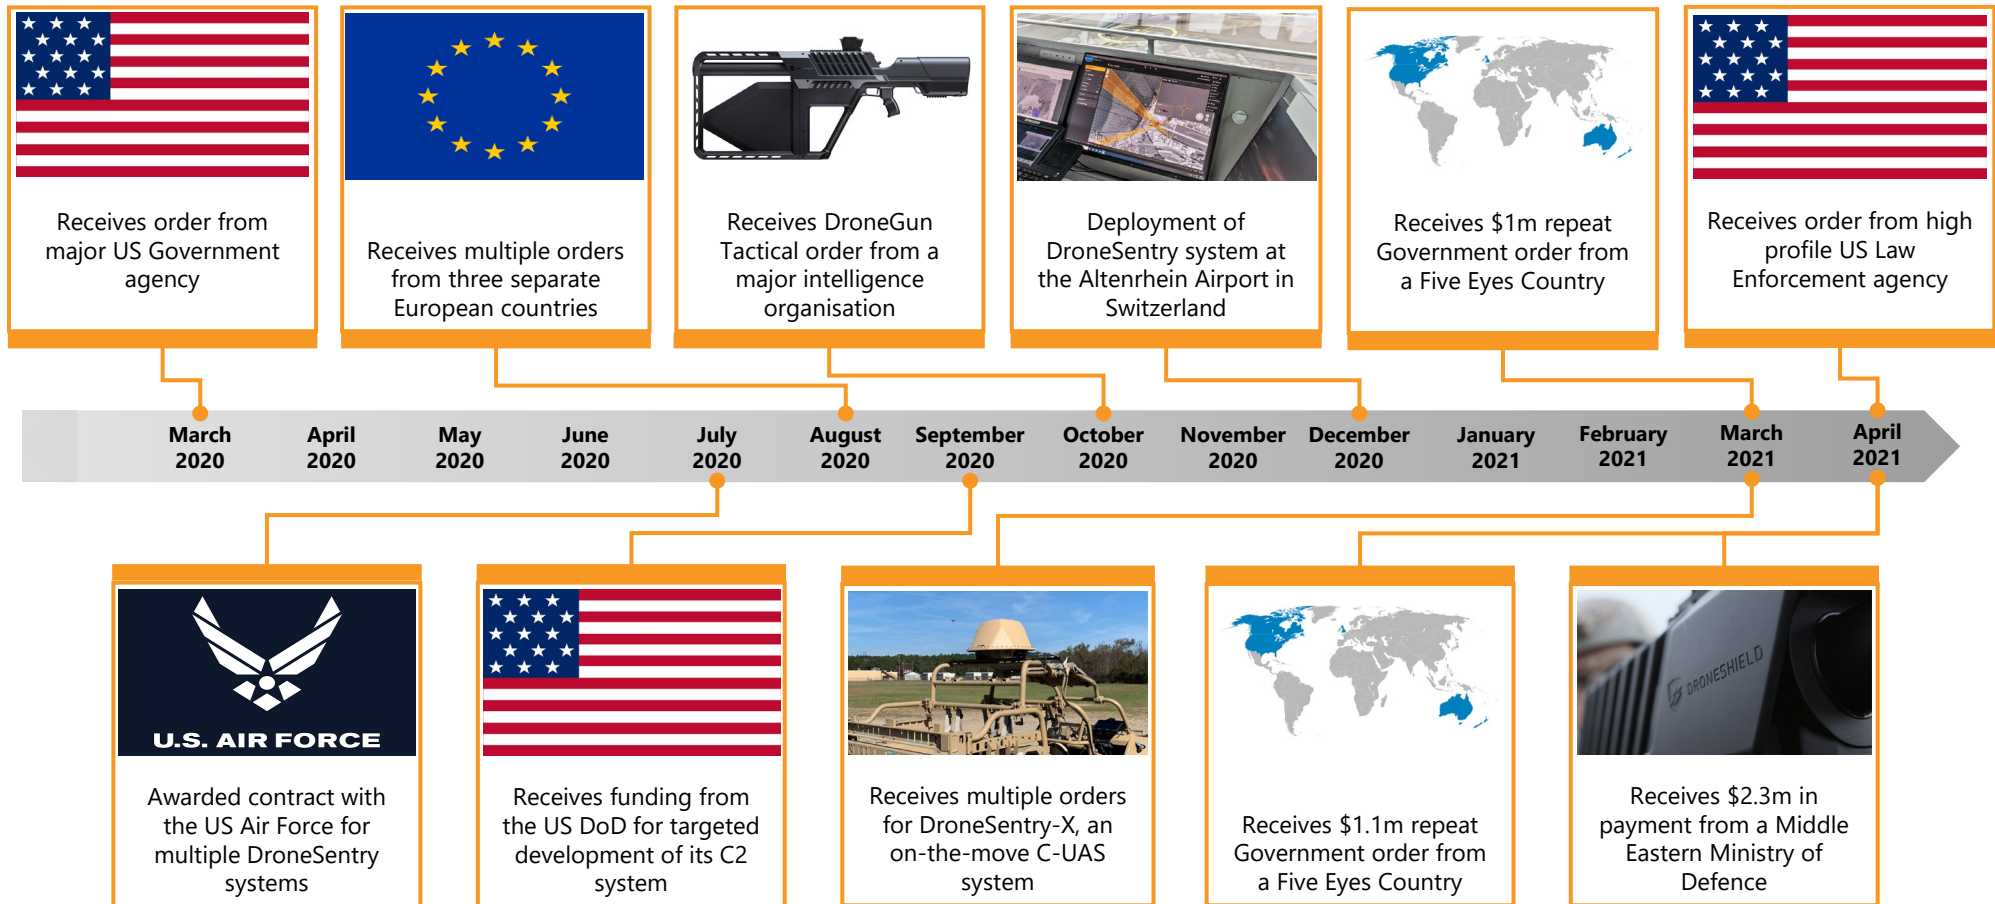 Receives order from
major US Government
agency
Receives multiple orders
from three separate
European countries
Receives DroneGun
Tactical order from a
major intelligence
organisation
Deployment of
DroneSentry system at
the Altenrhein Airport in
Switzerland
Receives $1m repeat
Government order from
a Five Eyes Country
Receives order from high
profile US Law
Enforcement agency
March
2020
April
2020
May
2020
June
2020
July
2020
August
2020
September
2020
October
2020
November
2020
December
2020
January
2021
February
2021
March
2021
April
2021
U.S. AIR FORCE
Awarded contract with
the US Air Force for
multiple DroneSentry
systems
Receives funding from
the US DoD for targeted
development of its C2
system
Receives multiple orders
for DroneSentry-X, an
on-the-move C-UAS
system
Receives $1.1m repeat
Government order from
a Five Eyes Country
DRONESHIELD
Receives $2.3m in
payment from a Middle
Eastern Ministry of
Defence